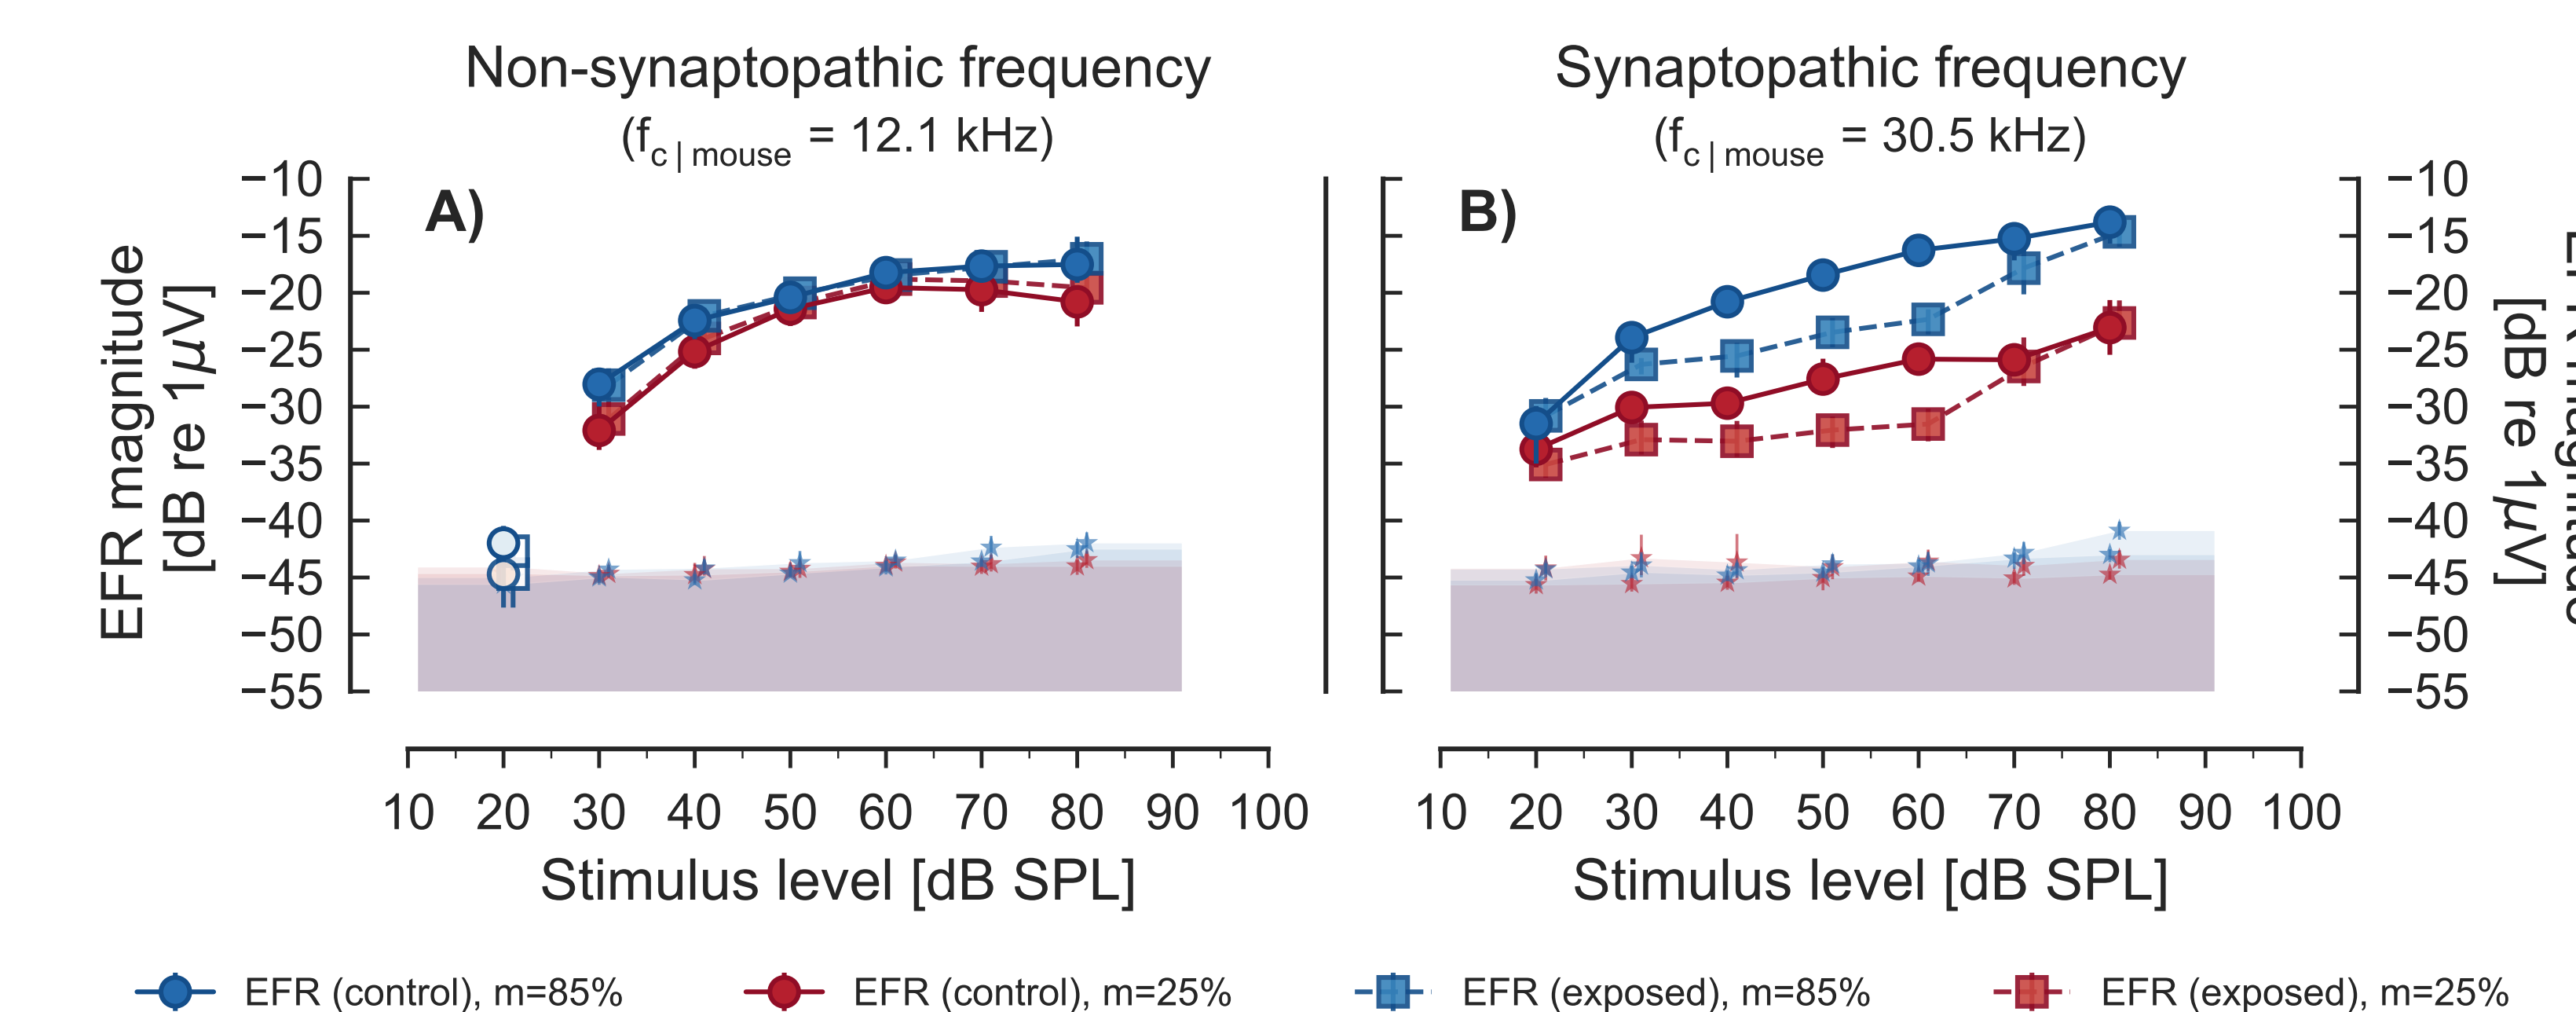 Non-synaptopathic frequency
(fc | mouse = 12.1 kHz)
Synaptopathic frequency
(fc | mouse = 30.5 kHz)
A)
B)
EFR magnitude
[dB re 1μV]
−10
−15
−20
−25
−30
−35
−40
−45
−50
−55
−10
−15
−20
−25
−30
−35
−40
−45
−50
−55
EFR magnitude
[dB re 1μV]
10 20 30 40 50 60 70 80 90 100
10 20 30 40 50 60 70 80 90 100
Stimulus level [dB SPL]
Stimulus level [dB SPL]
EFR (control), m=85%
EFR (control), m=25%
EFR (exposed), m=85%
EFR (exposed), m=25%